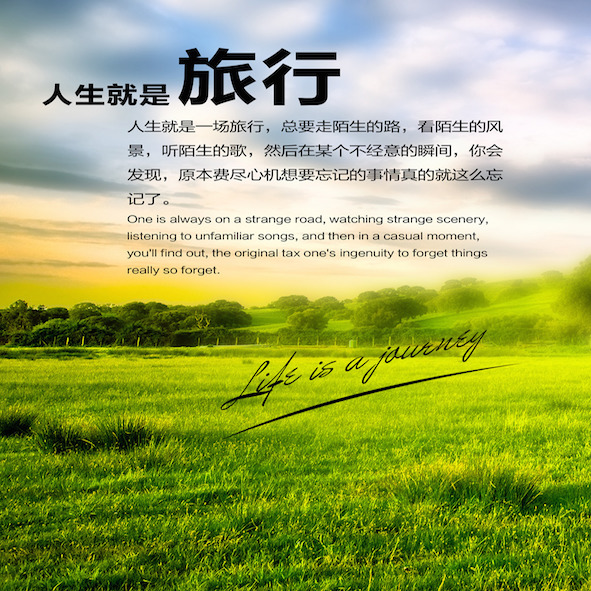 人生就是旅行
人生就是一场旅行，总要走陌生的路，看陌生的风
景，听陌生的歌，然后在某个不经意的瞬间，你会
发现，原本费尽心机想要忘记的事情真的就这么忘
记了。
One is always on a strange road, watching strange scenery,
listening to unfamiliar songs, and then in a casual moment,
you'll find out, the original tax one's ingenuity to forget things
really so forget.
Life is a journey